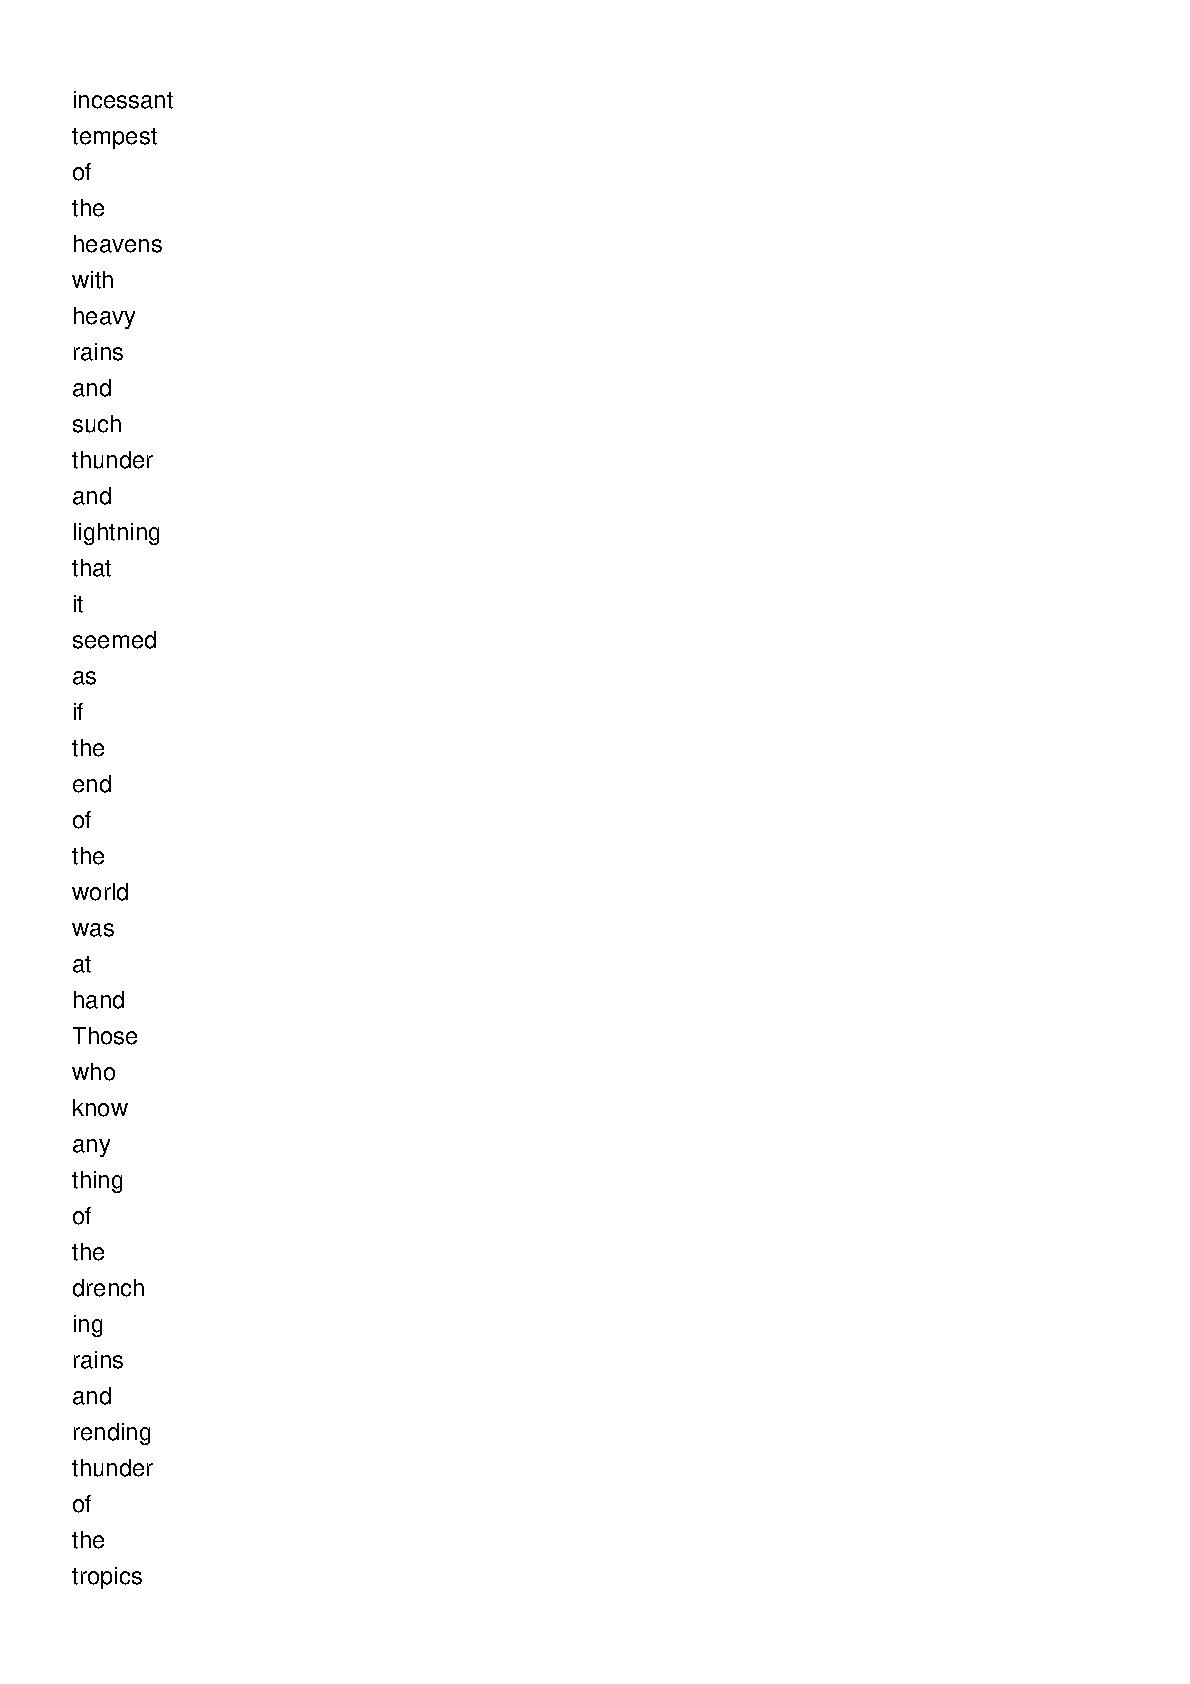 incessant
tempest
of
the
heavens
with
heavy
rains
and
such
thunder
and
lightning
that
it
seemed
as
if
the
end
of
the
world
was
at
hand
Those
who
know
any
thing
of
the
drench
ing
rains
and
rending
thunder
of
the
tropics